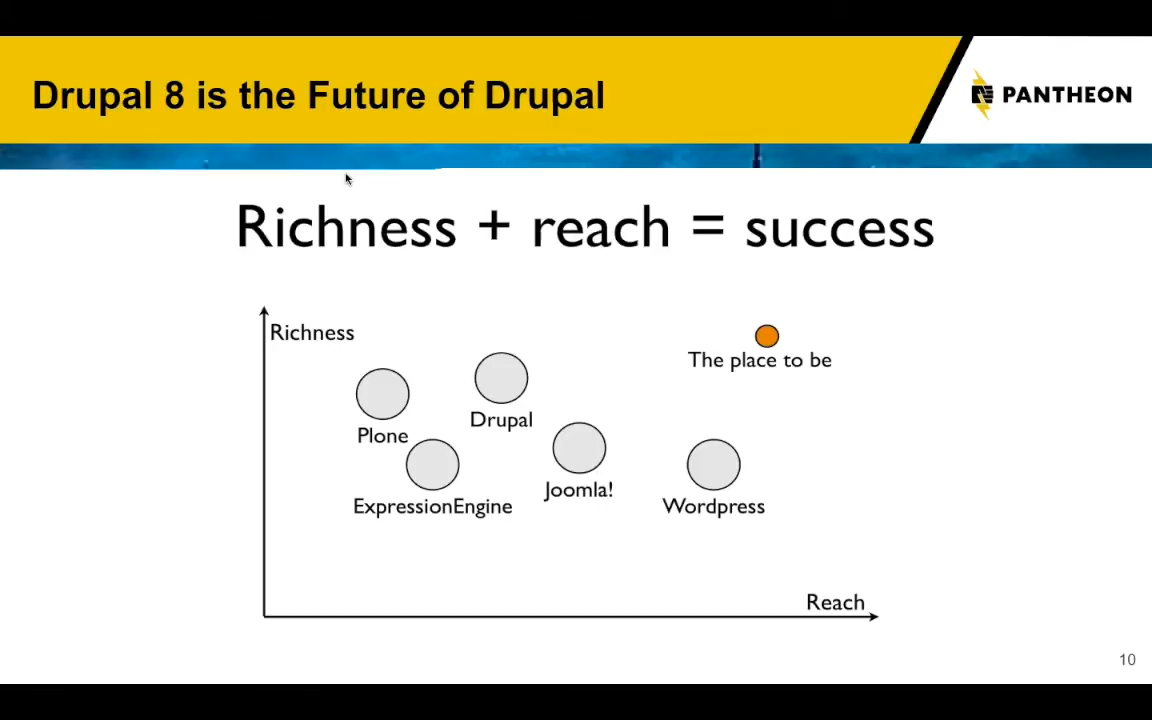 Drupal 8 is the Future of Drupal
PANTHEON
Richness + reach = success
Richness
The place to be
Drupal
Plone
Joomla!
ExpressionEngine
Wordpress
Reach
10